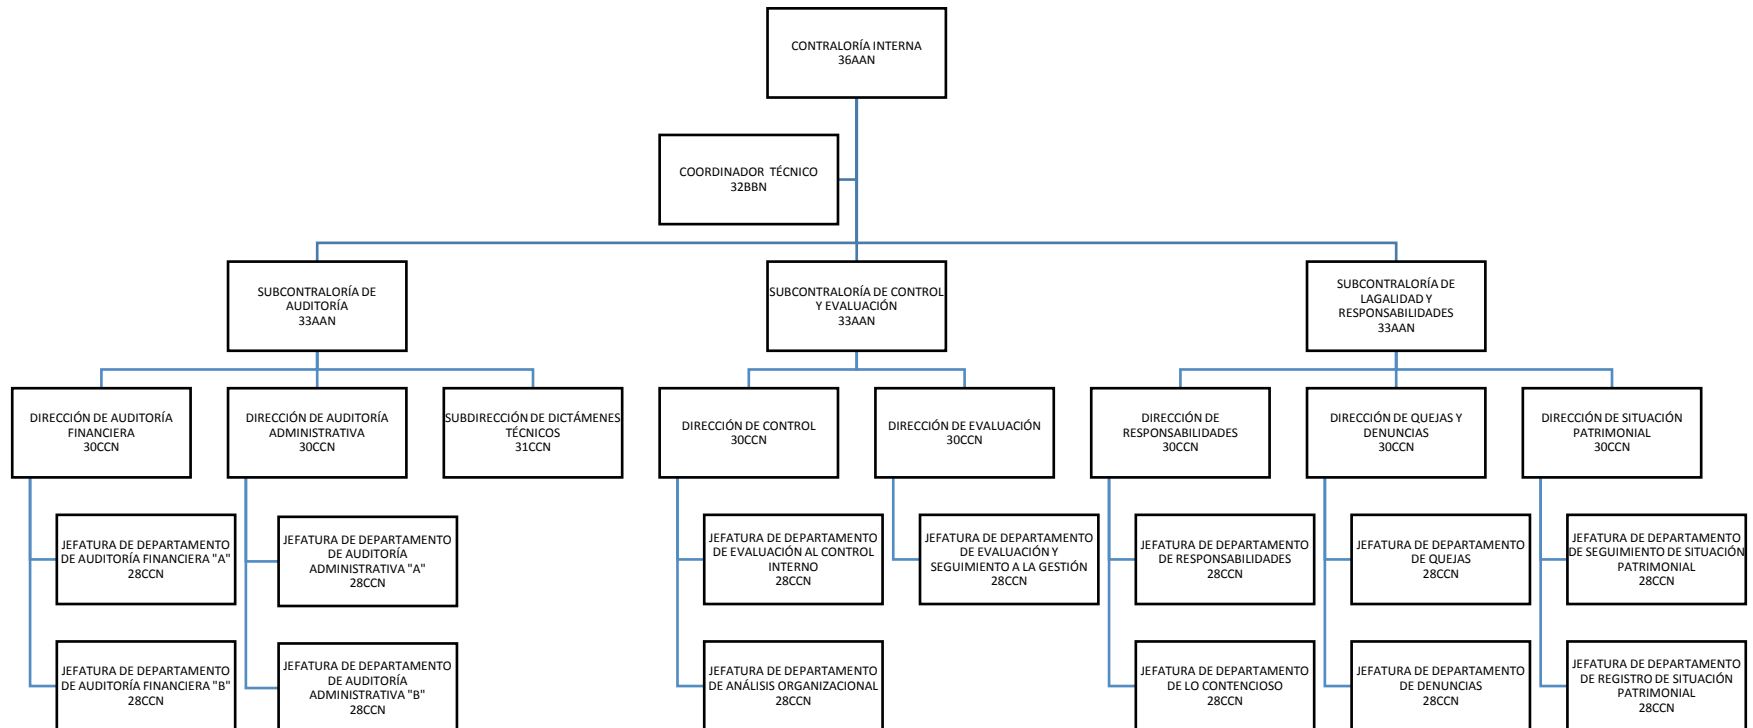 CONTRALORÍA INTERNA
36AAN
COORDINADOR TÉCNICO
32BBN
SUBCONTRALORÍA DE
AUDITORÍA
33AAN
SUBCONTRALORÍA DE CONTROL
Y EVALUACIÓN
33AAN
SUBCONTRALORÍA DE
LAGALIDAD Y
RESPONSABILIDADES
33AAN
DIRECCIÓN DE AUDITORÍA
FINANCIERA
30CCN
DIRECCIÓN DE AUDITORÍA
ADMINISTRATIVA
30CCN
SUBDIRECCIÓN DE DICTÁMENES
TÉCNICOS
31CCN
DIRECCIÓN DE CONTROL
30CCN
DIRECCIÓN DE EVALUACIÓN
30CCN
DIRECCIÓN DE
RESPONSABILIDADES
30CCN
DIRECCIÓN DE QUEJAS Y
DENUNCIAS
30CCN
DIRECCIÓN DE SITUACIÓN
PATRIMONIAL
30CCN
JEFATURA DE DEPARTAMENTO
DE AUDITORÍA FINANCIERA "A"
28CCN
JEFATURA DE DEPARTAMENTO
DE AUDITORÍA
ADMINISTRATIVA "A"
28CCN
JEFATURA DE DEPARTAMENTO
DE EVALUACIÓN AL CONTROL
INTERNO
28CCN
JEFATURA DE DEPARTAMENTO
DE EVALUACIÓN Y
SEGUIMIENTO A LA GESTIÓN
28CCN
JEFATURA DE DEPARTAMENTO
DE RESPONSABILIDADES
28CCN
JEFATURA DE DEPARTAMENTO
DE QUEJAS
28CCN
JEFATURA DE DEPARTAMENTO
DE SEGUIMIENTO DE SITUACIÓN
PATRIMONIAL
28CCN
JEFATURA DE DEPARTAMENTO
DE AUDITORÍA FINANCIERA "B"
28CCN
JEFATURA DE DEPARTAMENTO
DE AUDITORÍA
ADMINISTRATIVA "B"
28CCN
JEFATURA DE DEPARTAMENTO
DE ANÁLISIS ORGANIZACIONAL
28CCN
JEFATURA DE DEPARTAMENTO
DE LO CONTENCIOSO
28CCN
JEFATURA DE DEPARTAMENTO
DE DENUNCIAS
28CCN
JEFATURA DE DEPARTAMENTO
DE REGISTRO DE SITUACIÓN
PATRIMONIAL
28CCN